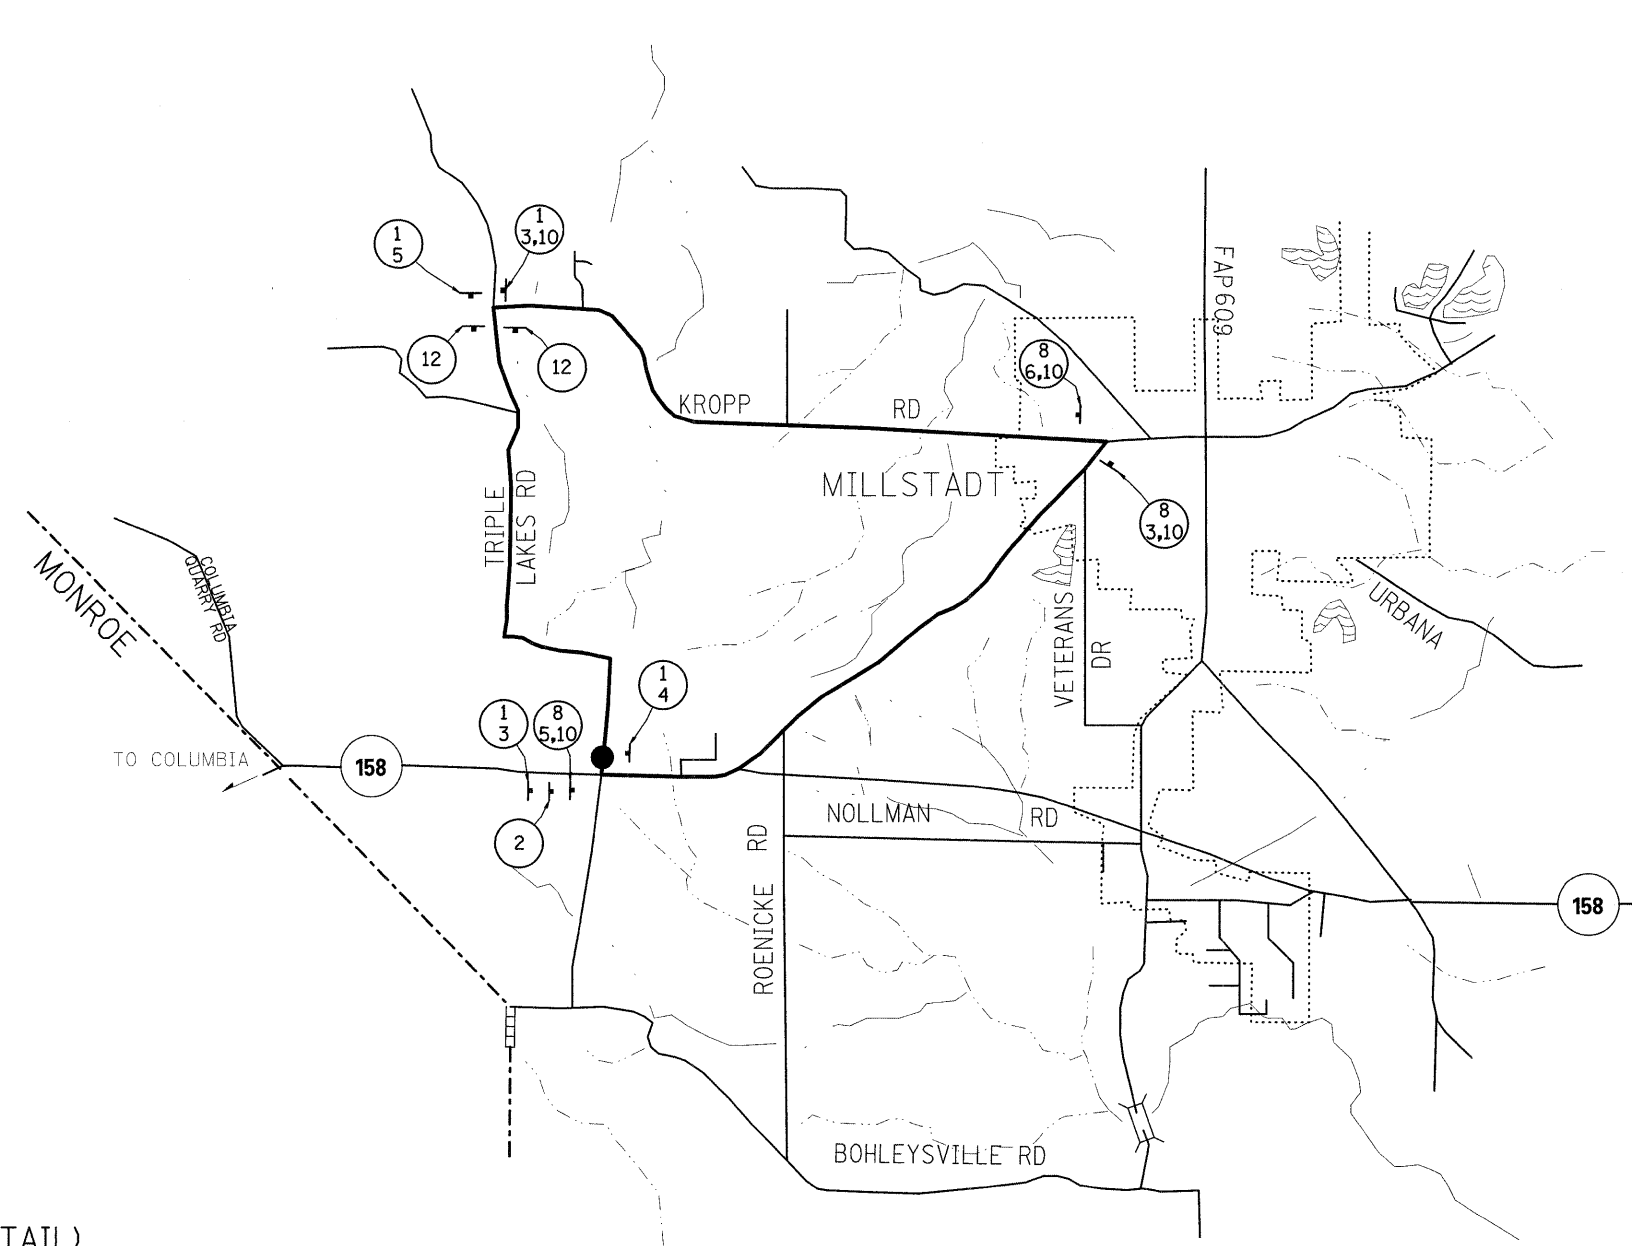 1
5
1
3,10
12
12
FAP609
8
6,10
KROPP
RD
MILLSTADT
8
3,10
TRIPLE
LAKES RD
MONROE
COLUMBIA
QUARRY RD
VETERANS
DR
URBANA
1
4
1
3
8
5,10
TO COLUMBIA
158
2
NOLLMAN
RD
ROENICKE RD
158
BOHLEYSVILLE RD
TAIL)